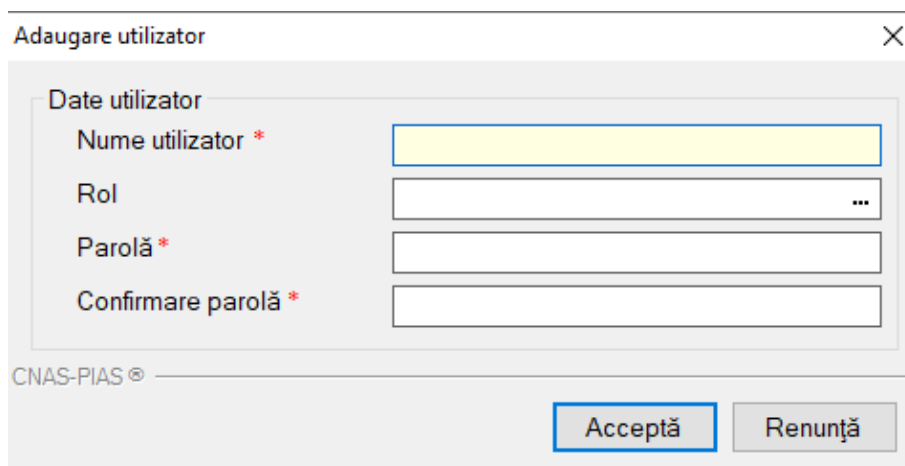 Adaugare utilizator
Date utilizator
Nume utilizator *
Rol
...
Parolă *
Confirmare parolă *
CNAS-PIAS ®
Acceptă Renunţă